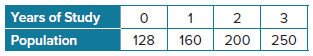 Years of Study 0 1 2 3
Population 128 160 200 250